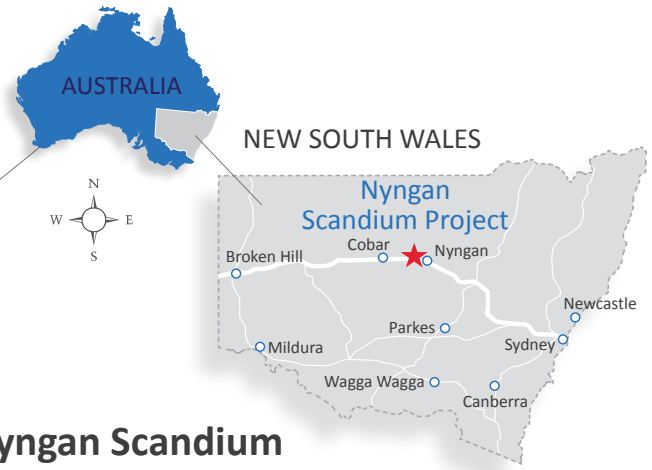 AUSTRALIA
NEW SOUTH WALES
N
W E
S
Nyngan
Scandium Project
Cobar
Nyngan
Broken Hill
Newcastle
Parkes
Sydney
Mildura
Wagga Wagga
Canberra
yngan Scandium